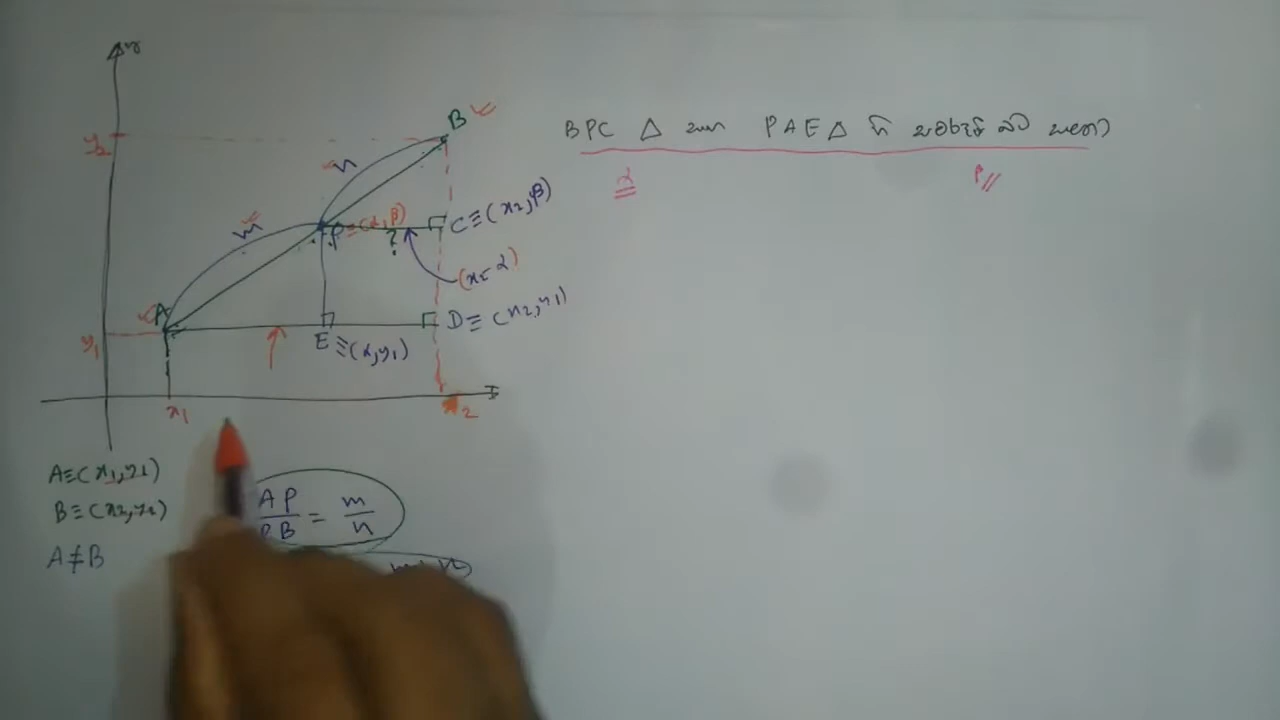 y
y₂
B
BPC Δ සහ PAE Δ හි සමරූපී බව සොයා
n
α
β
m
P≡(α,β)
C≡(x₂,β)
?
(x₂-α)
A
y₁
D≡(x₂,y₁)
E≡(α,y₁)
x₁
x₂
A≡(x₁,y₁)
B≡(x₂,y₂)
AP/PB = m/n
A≠B